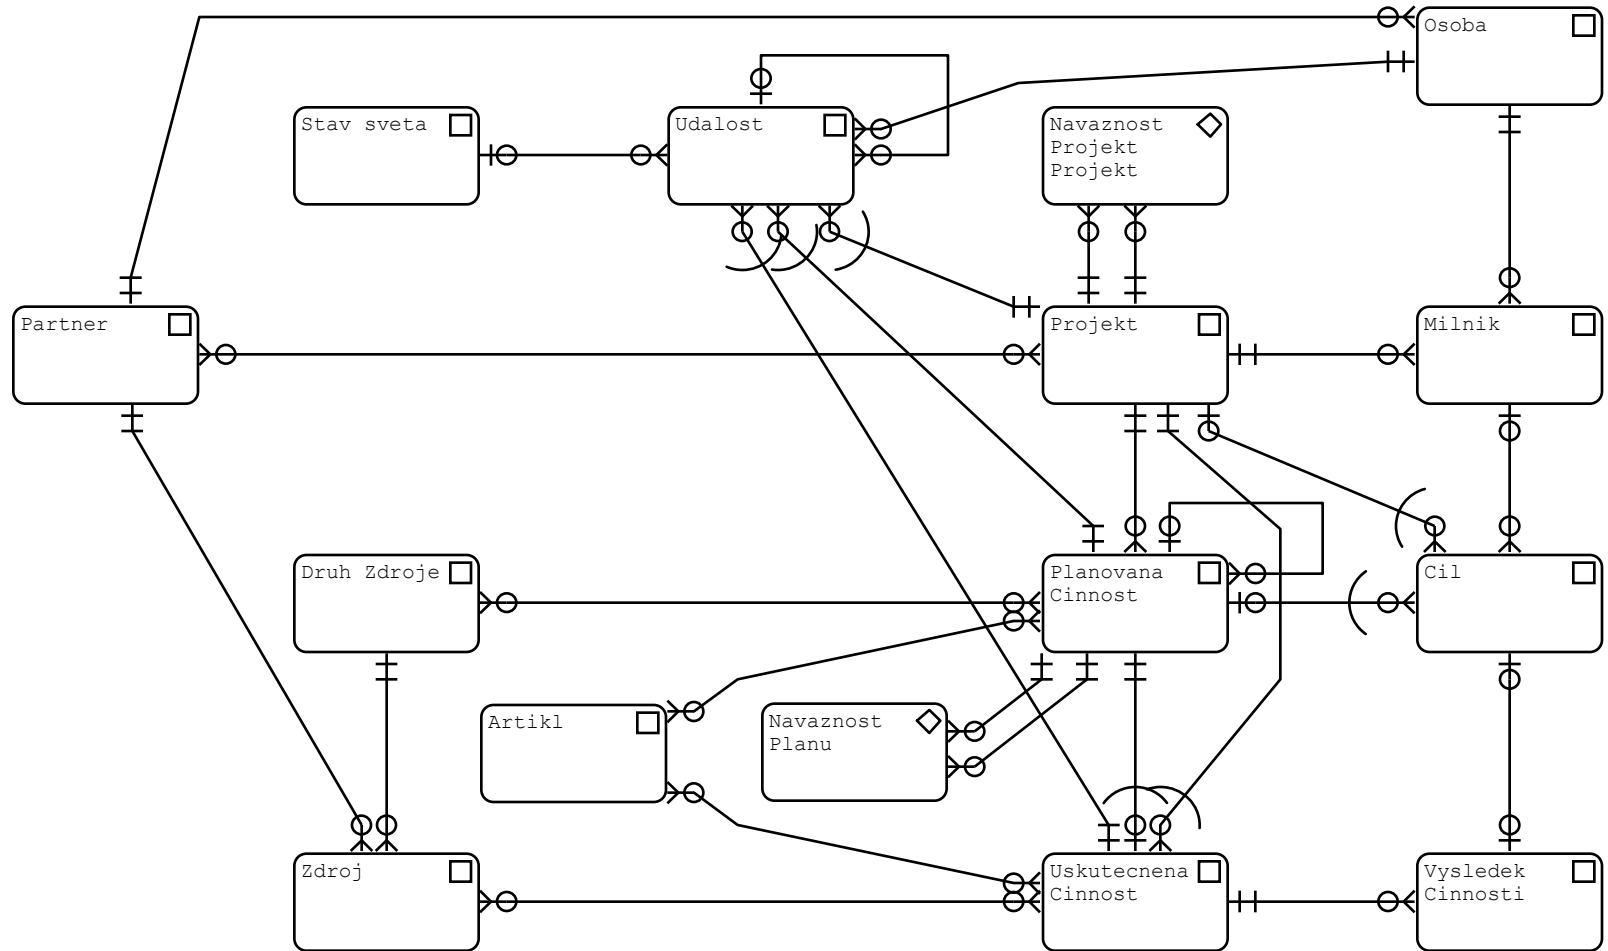 Osoba
Stav sveta
Udalost
Navaznost
Projekt
Projekt
Partner
Projekt
Milnik
Druh Zdroje
Planovana
Cinnost
Cil
Artikl
Navaznost
Planu
Zdroj
Uskutecnena
Cinnost
Vysledek
Cinnosti